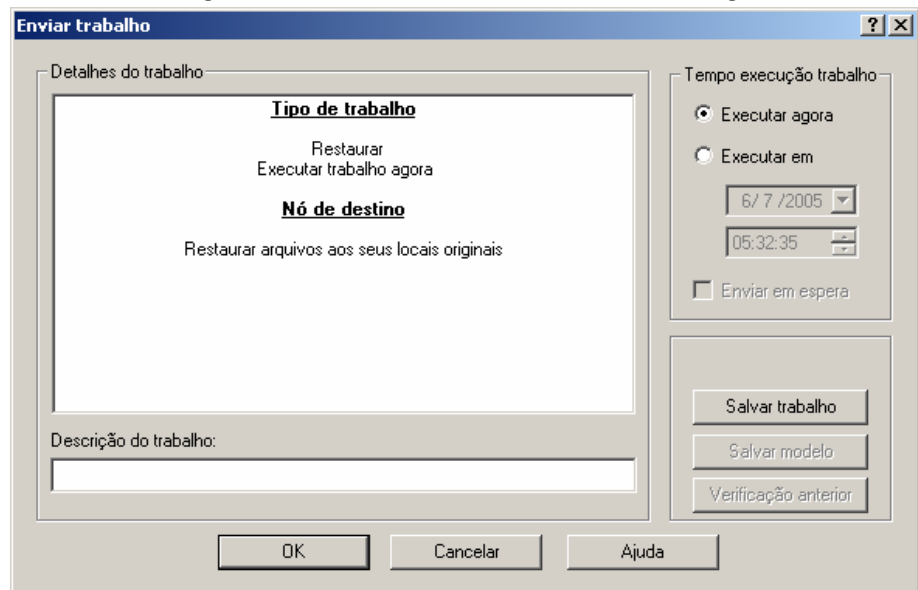 Enviar trabalho
Detalhes do trabalho
Tipo de trabalho
Restaurar
Executar trabalho agora
Nó de destino
Restaurar arquivos aos seus locais originais
Descrição do trabalho:
Tempo execução trabalho
Executar agora
Executar em
6/ 7 /2005
05:32:35
Enviar em espera
Salvar trabalho
Salvar modelo
Verificação anterior
OK
Cancelar
Ajuda